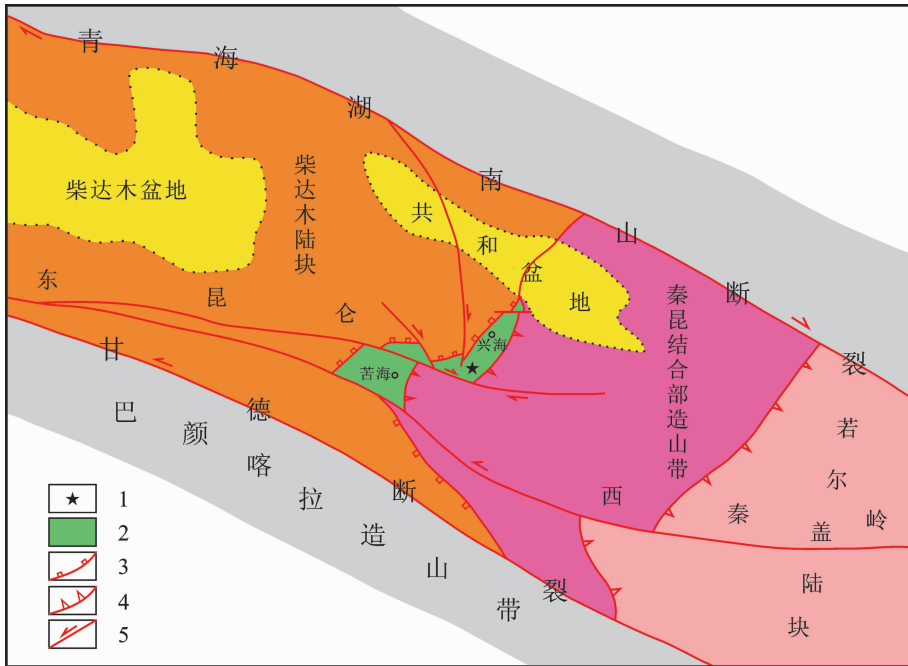 青海湖南山断裂
柴达木盆地
柴达木陆块
共和盆地
东昆仑
秦昆结合部造山带
兴海
苦海
甘德断裂
巴颜喀拉造山带
西秦岭
若尔盖陆块
1
2
3
4
5